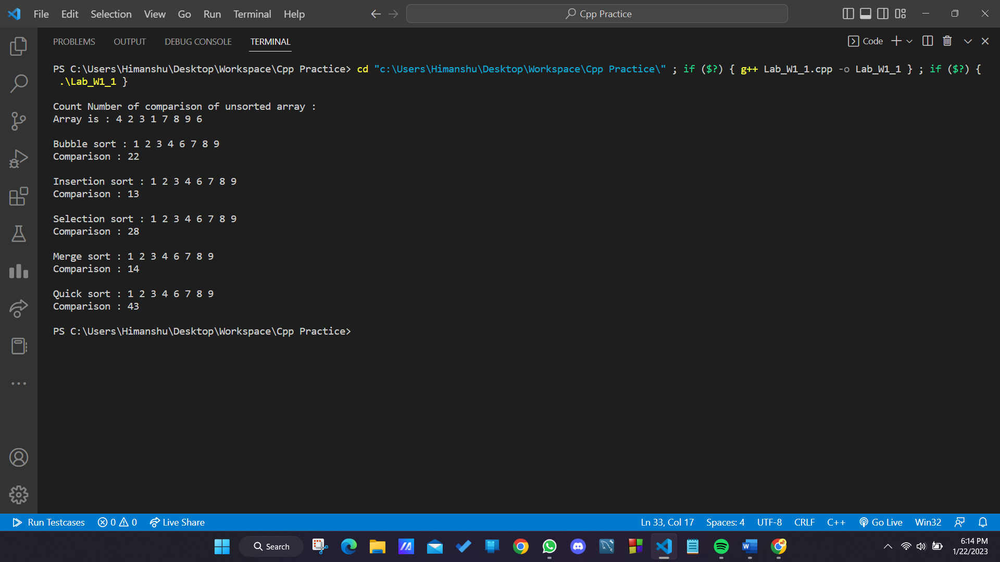 File Edit Selection View Go Run Terminal Help
Cpp Practice
PROBLEMS OUTPUT DEBUG CONSOLE TERMINAL
Code
PS C:\Users\Himanshu\Desktop\Workspace\Cpp Practice> cd "c:\Users\Himanshu\Desktop\Workspace\Cpp Practice\" ; if ($?) { g++ Lab_W1_1.cpp -o Lab_W1_1 } ; if ($?) {
.\Lab_W1_1 }
Count Number of comparison of unsorted array :
Array is : 4 2 3 1 7 8 9 6
Bubble sort : 1 2 3 4 6 7 8 9
Comparison : 22
Insertion sort : 1 2 3 4 6 7 8 9
Comparison : 13
Selection sort : 1 2 3 4 6 7 8 9
Comparison : 28
Merge sort : 1 2 3 4 6 7 8 9
Comparison : 14
Quick sort : 1 2 3 4 6 7 8 9
Comparison : 43
PS C:\Users\Himanshu\Desktop\Workspace\Cpp Practice>
Run Testcases 0 0 Live Share Ln 33, Col 17 Spaces: 4 UTF-8 CRLF C++ Go Live Win32
Search
6:14 PM
1/22/2023